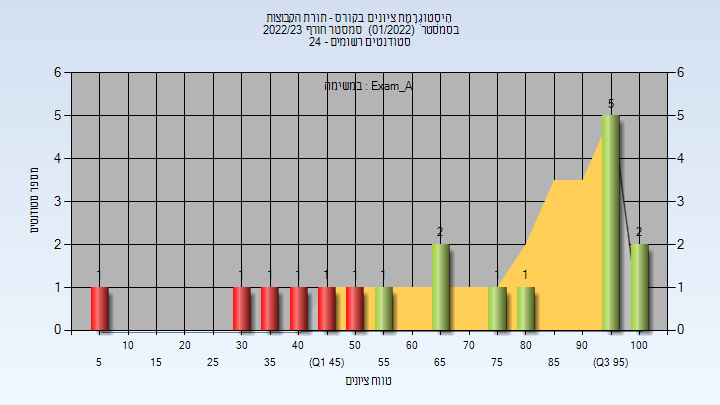 היסטוגרמת ציונים בקורס - תורת הקבוצות
בסמסטר (01/2022) סמסטר חורף 2022/23
סטודנטים רשומים - 24
במשימה : Exam_A
מספר סטודנטים
6 6
5 5
4 4
3 3
2 2
1 1
0 0
1 1 1 1 1 1 1 2 1 1 5 2
10 20 30 40 50 60 70 80 90 100
5 15 25 35 (Q1 45) 55 65 75 85 (Q3 95)
טווח ציונים